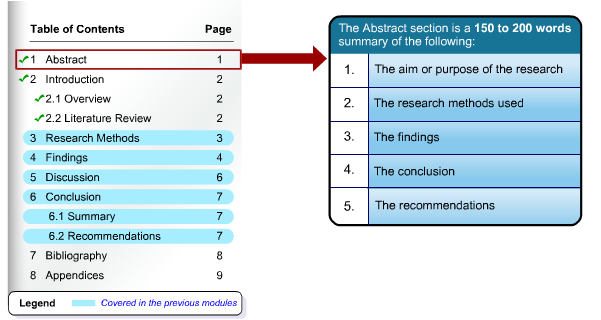 Table of Contents Page
1 Abstract 1
2 Introduction 2
2.1 Overview 2
2.2 Literature Review 2
3 Research Methods 3
4 Findings 4
5 Discussion 6
6 Conclusion 7
6.1 Summary 7
6.2 Recommendations 7
7 Bibliography 8
8 Appendices 9
Legend Covered in the previous modules
The Abstract section is a 150 to 200 words
summary of the following:
1. The aim or purpose of the research
2. The research methods used
3. The findings
4. The conclusion
5. The recommendations